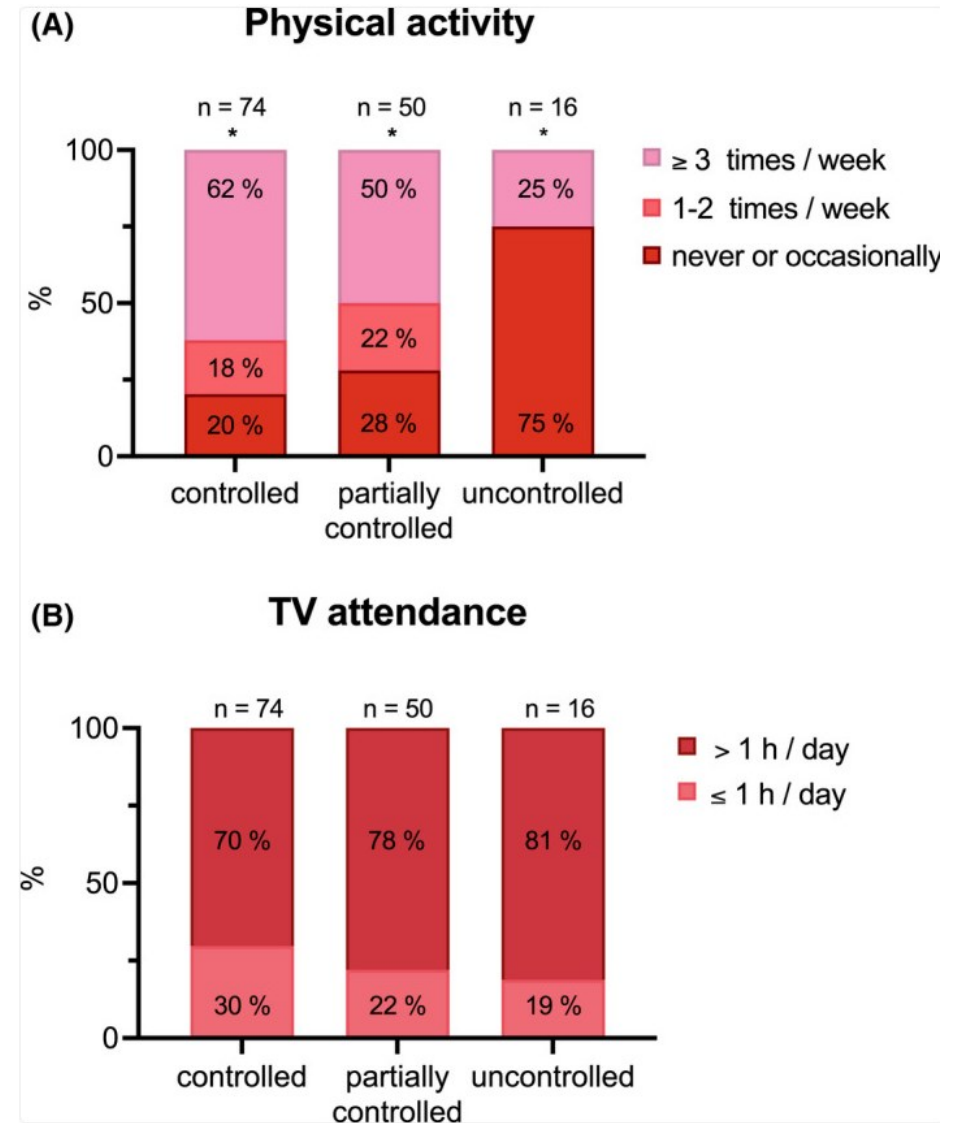 (A) Physical activity
n = 74 n = 50 n = 16
* * *
100
62 % 50 % 25 %
≥ 3 times / week
1-2 times / week
never or occasionally
%
50
22 %
18 %
20 % 28 % 75 %
0
controlled partially uncontrolled
controlled
(B) TV attendance
n = 74 n = 50 n = 16
100
> 1 h / day
≤ 1 h / day
70 % 78 % 81 %
%
50
30 % 22 % 19 %
0
controlled partially uncontrolled
controlled